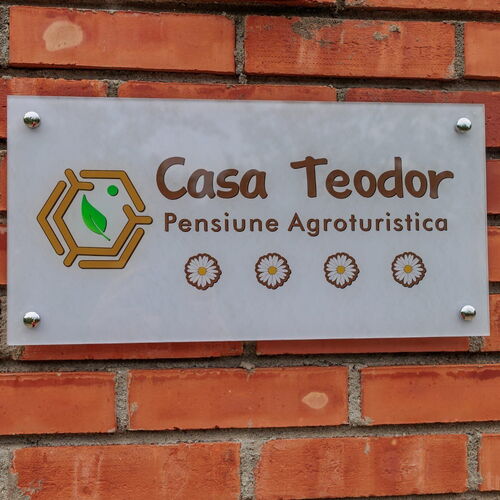 Casa Teodor
Pensiune Agroturistica